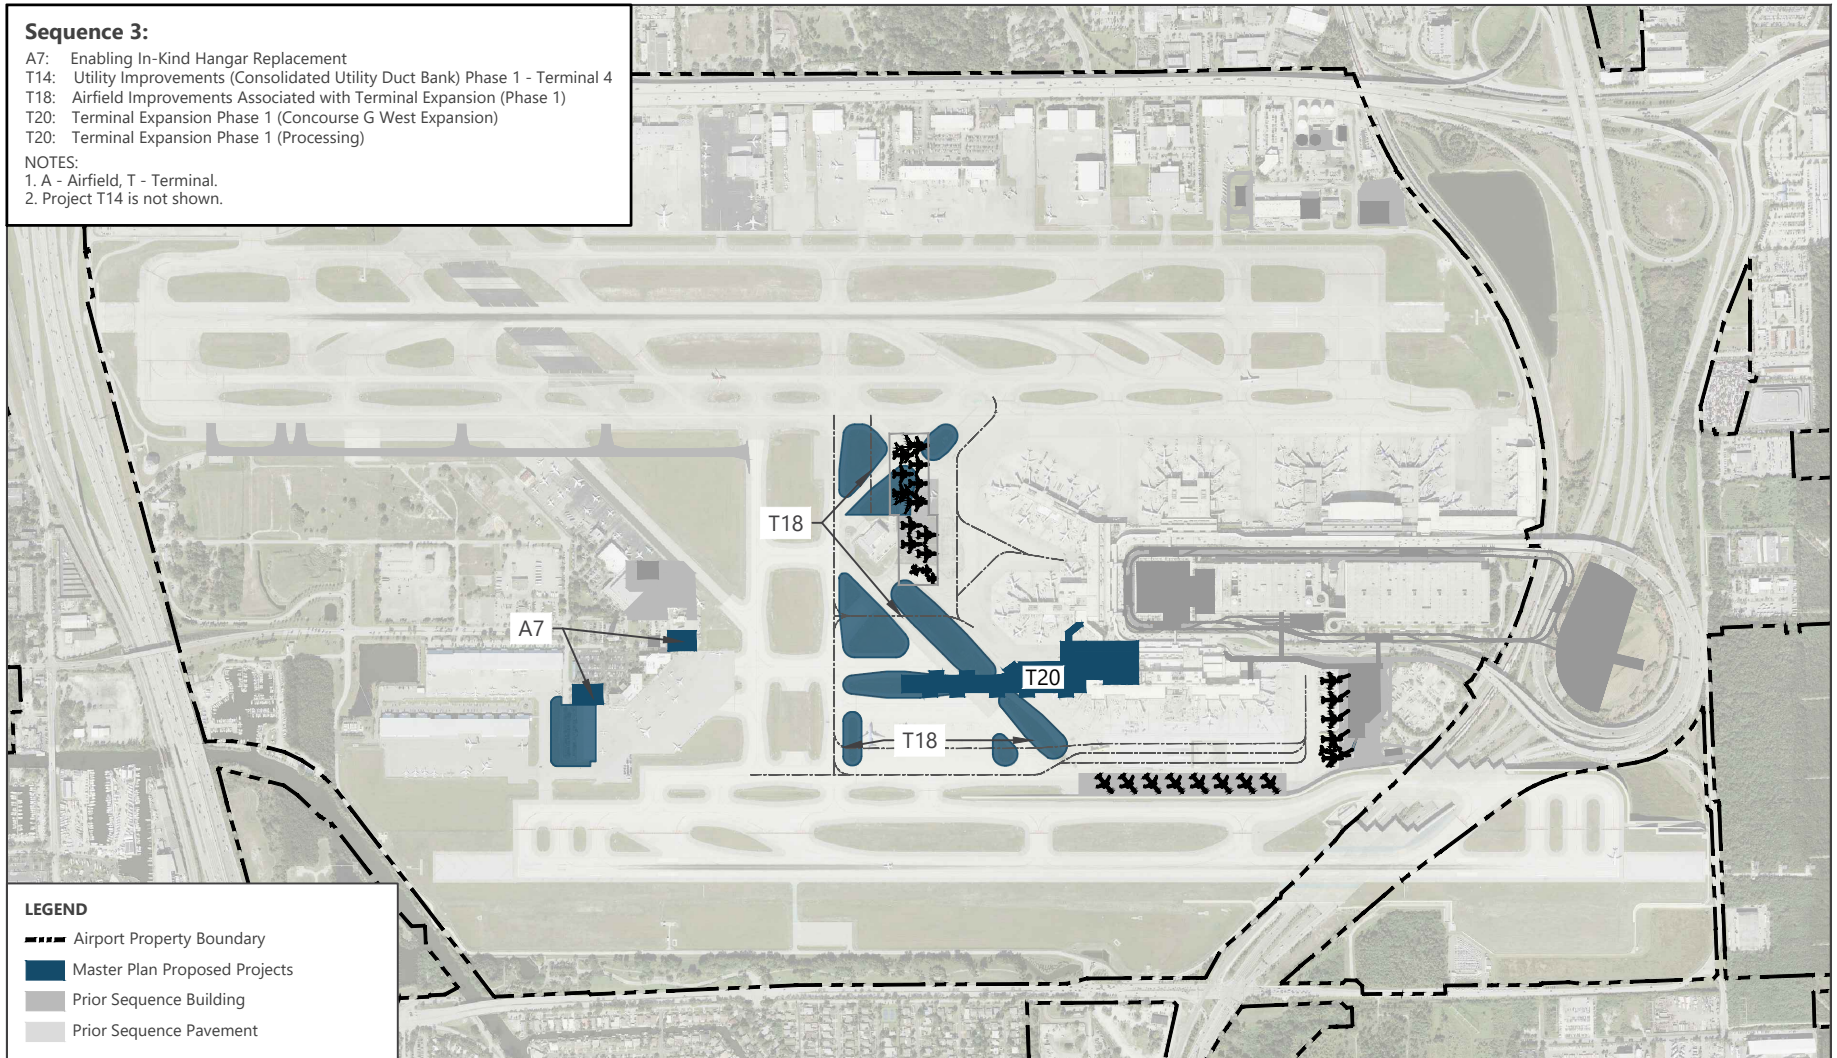 Sequence 3:
A7: Enabling In-Kind Hangar Replacement
T14: Utility Improvements (Consolidated Utility Duct Bank) Phase 1 - Terminal 4
T18: Airfield Improvements Associated with Terminal Expansion (Phase 1)
T20: Terminal Expansion Phase 1 (Concourse G West Expansion)
T20: Terminal Expansion Phase 1 (Processing)
NOTES:
1. A - Airfield, T - Terminal.
2. Project T14 is not shown.
T18
A7
T20
T18
LEGEND
Airport Property Boundary
Master Plan Proposed Projects
Prior Sequence Building
Prior Sequence Pavement